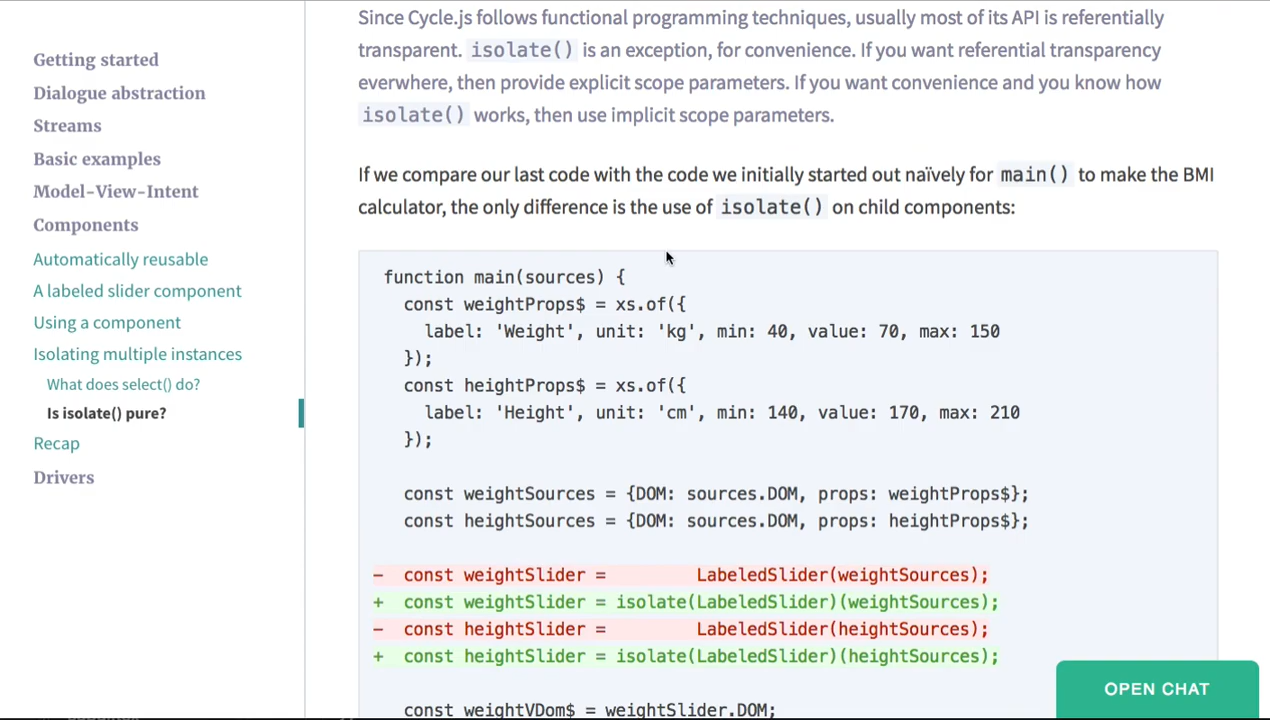 Getting started
Dialogue abstraction
Streams
Basic examples
Model-View-Intent
Components
Automatically reusable
A labeled slider component
Using a component
Isolating multiple instances
What does select() do?
Is isolate() pure?
Recap
Drivers
Since Cycle.js follows functional programming techniques, usually most of its API is referentially
transparent. isolate() is an exception, for convenience. If you want referential transparency
everwhere, then provide explicit scope parameters. If you want convenience and you know how
isolate() works, then use implicit scope parameters.
If we compare our last code with the code we initially started out naïvely for main() to make the BMI
calculator, the only difference is the use of isolate() on child components:
function main(sources) {
  const weightProps$ = xs.of({
    label: 'Weight', unit: 'kg', min: 40, value: 70, max: 150
  });
  const heightProps$ = xs.of({
    label: 'Height', unit: 'cm', min: 140, value: 170, max: 210
  });
  const weightSources = {DOM: sources.DOM, props: weightProps$};
  const heightSources = {DOM: sources.DOM, props: heightProps$};
- const weightSlider =         LabeledSlider(weightSources);
+ const weightSlider = isolate(LabeledSlider)(weightSources);
- const heightSlider =         LabeledSlider(heightSources);
+ const heightSlider = isolate(LabeledSlider)(heightSources);
  const weightVDom$ = weightSlider.DOM;
OPEN CHAT